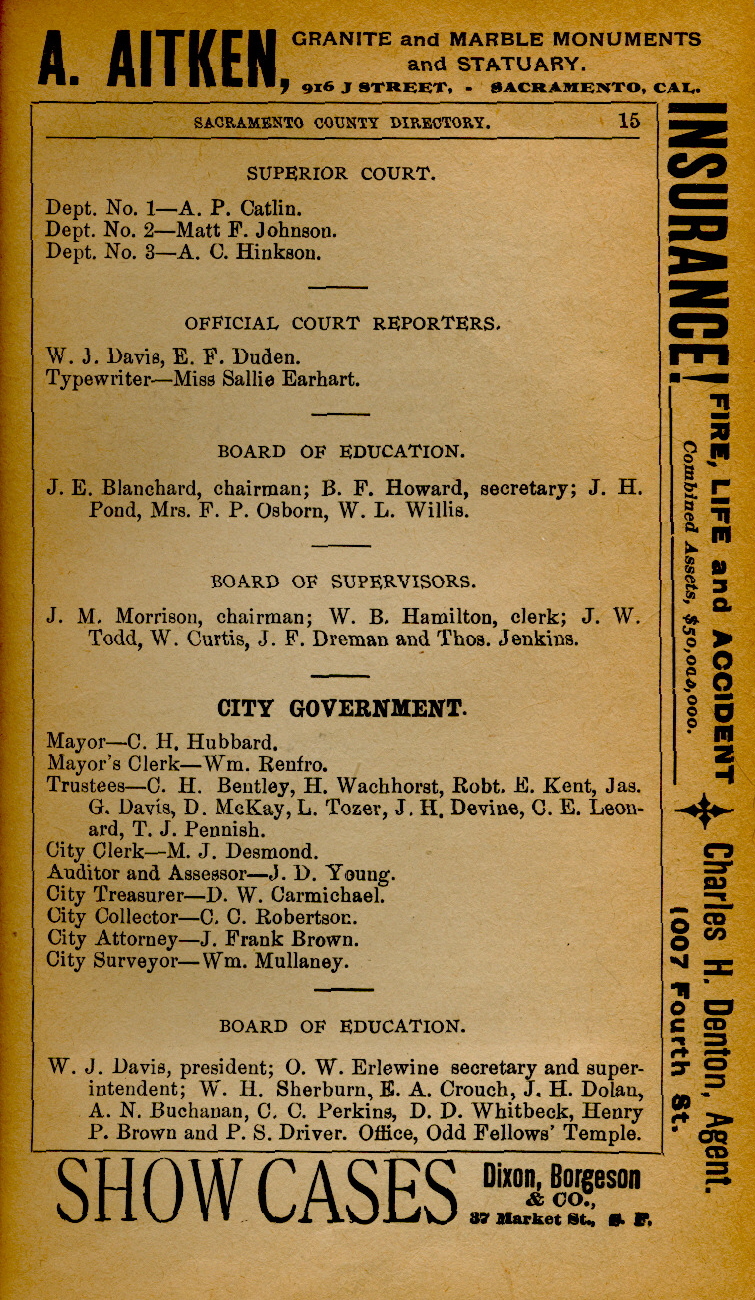 A. AITKEN, GRANITE and MARBLE MONUMENTS
and STATUARY.
916 J STREET, - SACRAMENTO, CAL.
SACRAMENTO COUNTY DIRECTORY. 15
SUPERIOR COURT.
Dept. No. 1—A. P. Catlin.
Dept. No. 2—Matt F. Johnson.
Dept. No. 3—A. C. Hinkson.
OFFICIAL COURT REPORTERS.
W. J. Davis, E. F. Duden.
Typewriter—Miss Sallie Earhart.
BOARD OF EDUCATION.
J. E. Blanchard, chairman; B. F. Howard, secretary; J. H.
Pond, Mrs. F. P. Osborn, W. L. Willis.
BOARD OF SUPERVISORS.
J. M. Morrison, chairman; W. B. Hamilton, clerk; J. W.
Todd, W. Curtis, J. F. Dreman and Thos. Jenkins.
CITY GOVERNMENT.
Mayor—C. H. Hubbard.
Mayor's Clerk—Wm. Renfro.
Trustees—C. H. Bentley, H. Wachhorst, Robt. E. Kent, Jas.
G. Davis, D. McKay, L. Tozer, J. H. Devine, C. E. Leon-
ard, T. J. Pennish.
City Clerk—M. J. Desmond.
Auditor and Assessor—J. D. Young.
City Treasurer—D. W. Carmichael.
City Collector—C. C. Robertson.
City Attorney—J. Frank Brown.
City Surveyor—Wm. Mullaney.
BOARD OF EDUCATION.
W. J. Davis, president; O. W. Erlewine secretary and super-
intendent; W. H. Sherburn, E. A. Crouch, J. H. Dolan,
A. N. Buchanan, C. C. Perkins, D. D. Whitbeck, Henry
P. Brown and P. S. Driver. Office, Odd Fellows' Temple.
INSURANCE! FIRE, LIFE and ACCIDENT
Combined Assets, $50,000,000.
Charles H. Denton, Agent.
1007 Fourth St.
SHOW CASES Dixon, Borgeson
& CO.,
37 Market St., S. F.